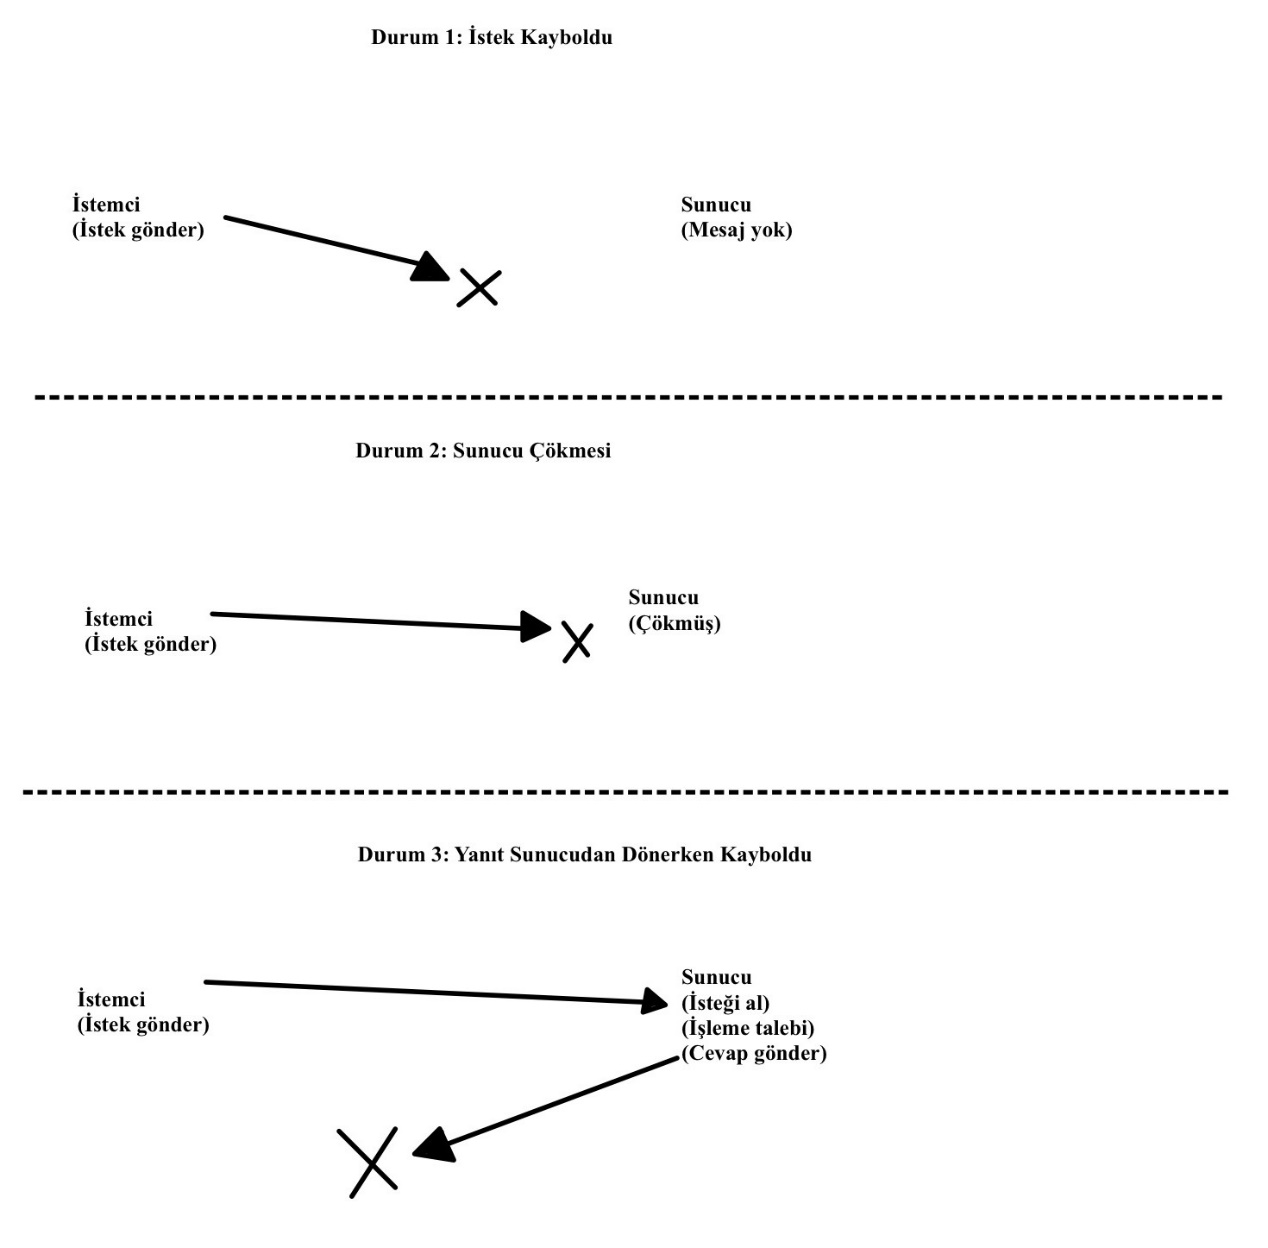 Durum 1: İstek Kayboldu
İstemci
(İstek gönder)
Sunucu
(Mesaj yok)
Durum 2: Sunucu Çökmesi
İstemci
(İstek gönder)
Sunucu
(Çökmüş)
Durum 3: Yanıt Sunucudan Dönerken Kayboldu
İstemci
(İstek gönder)
Sunucu
(İsteği al)
(İşleme talebi)
(Cevap gönder)